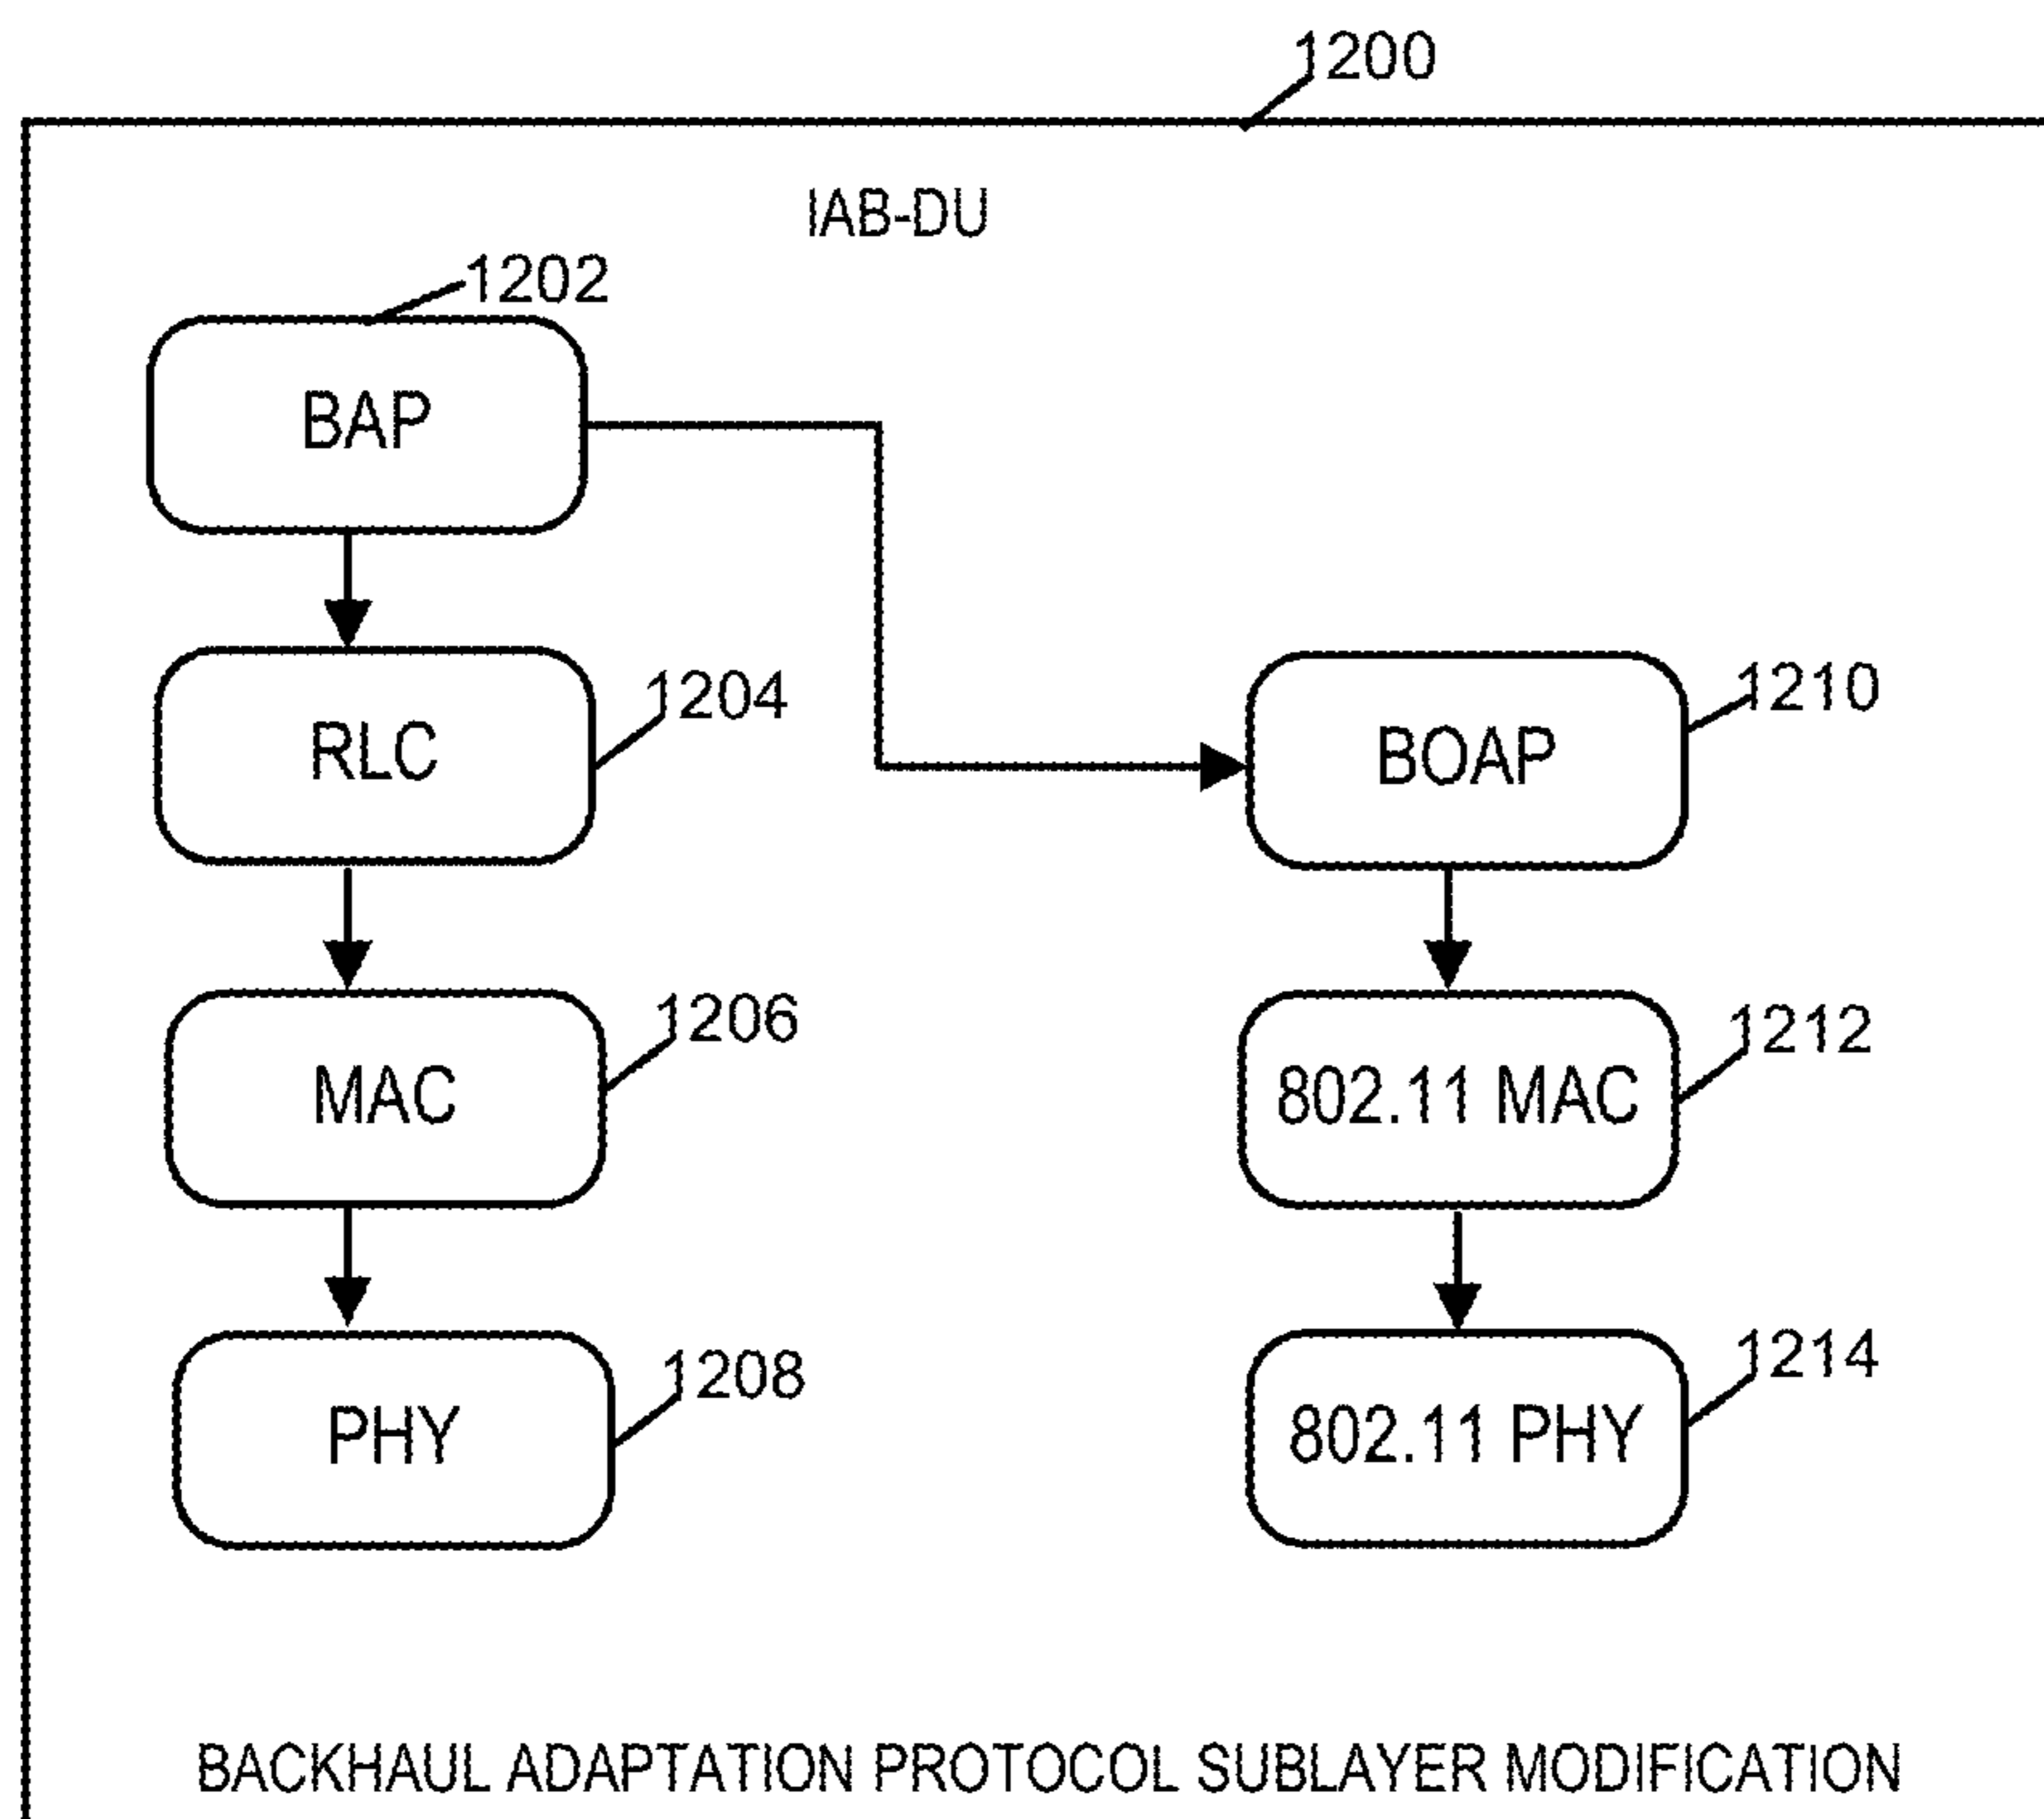 1200
IAB-DU
1202
BAP
1204
RLC
1210
BOAP
1206
MAC
1212
802.11 MAC
1208
PHY
1214
802.11 PHY
BACKHAUL ADAPTATION PROTOCOL SUBLAYER MODIFICATION